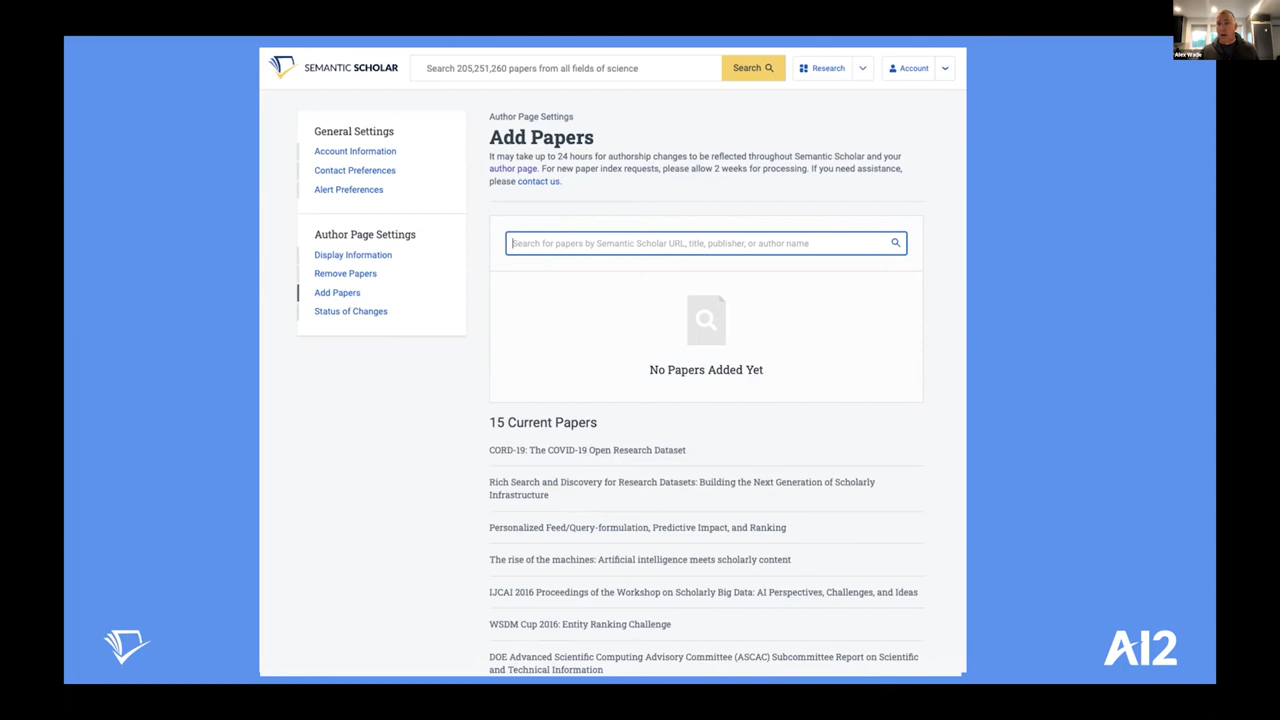 SEMANTIC SCHOLAR
Search 205,251,260 papers from all fields of science
Search
Research
Account
Alex Wade
General Settings
Account Information
Contact Preferences
Alert Preferences
Author Page Settings
Display Information
Remove Papers
Add Papers
Status of Changes
Author Page Settings
Add Papers
It may take up to 24 hours for authorship changes to be reflected throughout Semantic Scholar and your
author page. For new paper index requests, please allow 2 weeks for processing. If you need assistance,
please contact us.
Search for papers by Semantic Scholar URL, title, publisher, or author name
No Papers Added Yet
15 Current Papers
CORD-19: The COVID-19 Open Research Dataset
Rich Search and Discovery for Research Datasets: Building the Next Generation of Scholarly
Infrastructure
Personalized Feed/Query-formulation, Predictive Impact, and Ranking
The rise of the machines: Artificial intelligence meets scholarly content
IJCAI 2016 Proceedings of the Workshop on Scholarly Big Data: AI Perspectives, Challenges, and Ideas
WSDM Cup 2016: Entity Ranking Challenge
DOE Advanced Scientific Computing Advisory Committee (ASCAC) Subcommittee Report on Scientific
and Technical Information
AI2